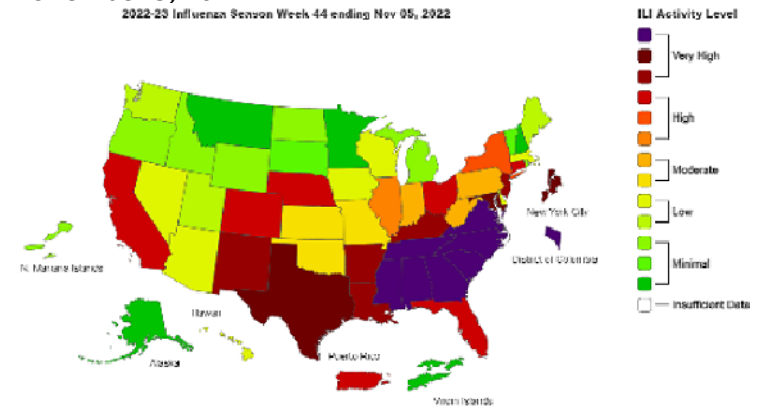 2022-23 Influenza Season Week 44 ending Nov 05, 2022
ILI Activity Level
Very High
High
Moderate
Low
Minimal
Insufficient Data
New York City
District of Columbia
N. Mariana Islands
Hawaii
Alaska
Puerto Rico
Virgin Islands